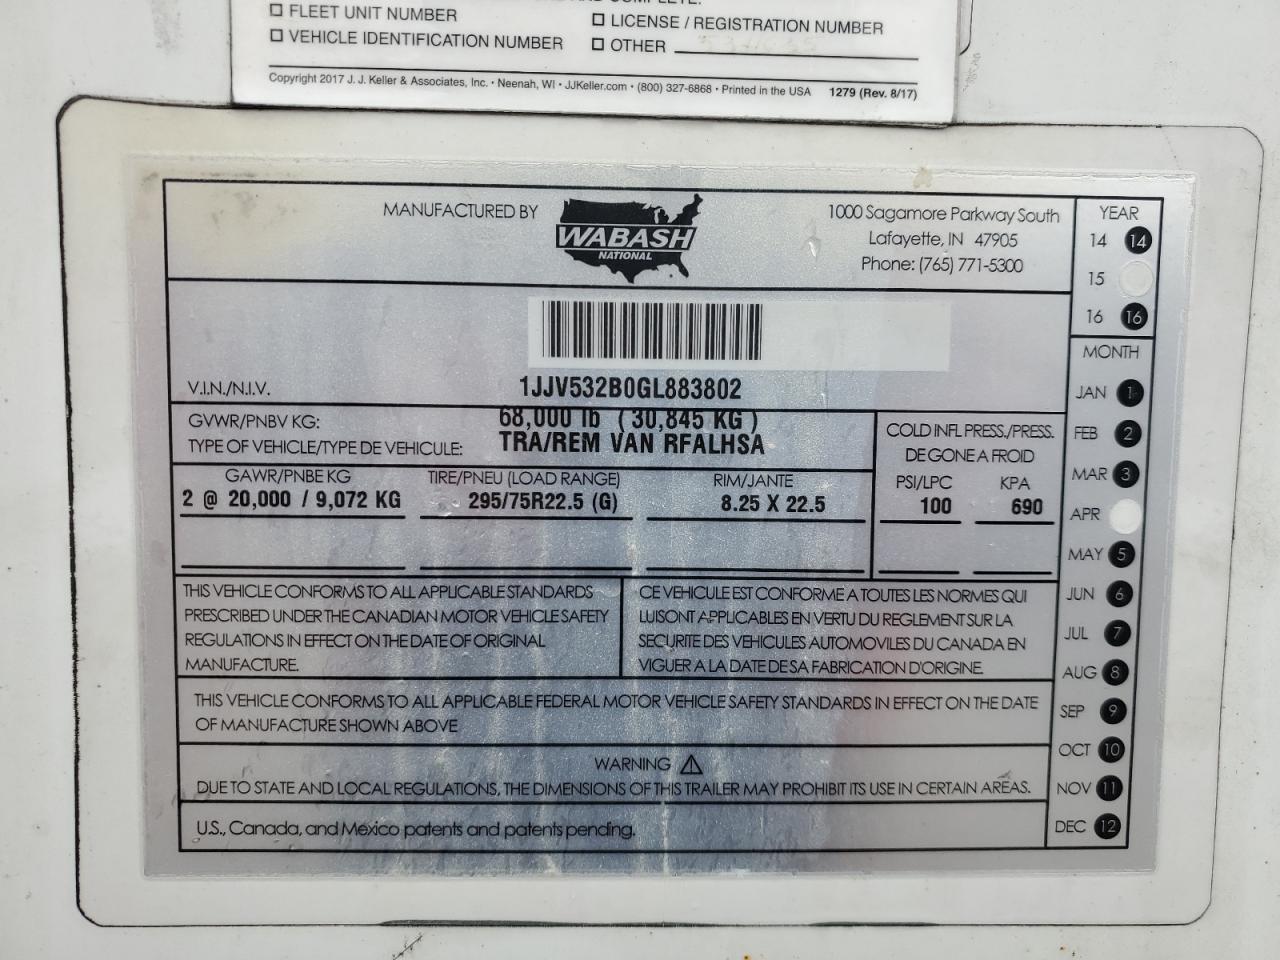 ☐ FLEET UNIT NUMBER
☐ LICENSE / REGISTRATION NUMBER
☐ VEHICLE IDENTIFICATION NUMBER
☐ OTHER
Copyright 2017 J. J. Keller & Associates, Inc. • Neenah, WI • JJKeller.com • (800) 327-6868 • Printed in the USA 1279 (Rev. 8/17)
MANUFACTURED BY
WABASH
NATIONAL
1000 Sagamore Parkway South
Lafayette, IN 47905
Phone: (765) 771-5300
V.I.N./N.I.V. 1JJV532B0GL883802
GVWR/PNBV KG: 68,000 lb ( 30,845 KG )
TYPE OF VEHICLE/TYPE DE VEHICULE: TRA/REM VAN RFALHSA
GAWR/PNBE KG
2 @ 20,000 / 9,072 KG
TIRE/PNEU (LOAD RANGE)
295/75R22.5 (G)
RIM/JANTE
8.25 X 22.5
COLD INFL PRESS./PRESS.
DE GONE A FROID
PSI/LPC KPA
100 690
THIS VEHICLE CONFORMS TO ALL APPLICABLE STANDARDS
PRESCRIBED UNDER THE CANADIAN MOTOR VEHICLE SAFETY
REGULATIONS IN EFFECT ON THE DATE OF ORIGINAL
MANUFACTURE.
CE VEHICULE EST CONFORME A TOUTES LES NORMES QUI
LUI SONT APPLICABLES EN VERTU DU REGLEMENT SUR LA
SECURITE DES VEHICULES AUTOMOVILES DU CANADA EN
VIGUER A LA DATE DE SA FABRICATION D'ORIGINE.
THIS VEHICLE CONFORMS TO ALL APPLICABLE FEDERAL MOTOR VEHICLE SAFETY STANDARDS IN EFFECT ON THE DATE
OF MANUFACTURE SHOWN ABOVE
WARNING ⚠
DUE TO STATE AND LOCAL REGULATIONS, THE DIMENSIONS OF THIS TRAILER MAY PROHIBIT ITS USE IN CERTAIN AREAS.
U.S., Canada, and Mexico patents and patents pending.
YEAR
14 14
15
16 16
MONTH
JAN 1
FEB 2
MAR 3
APR
MAY 5
JUN 6
JUL 7
AUG 8
SEP 9
OCT 10
NOV 11
DEC 12